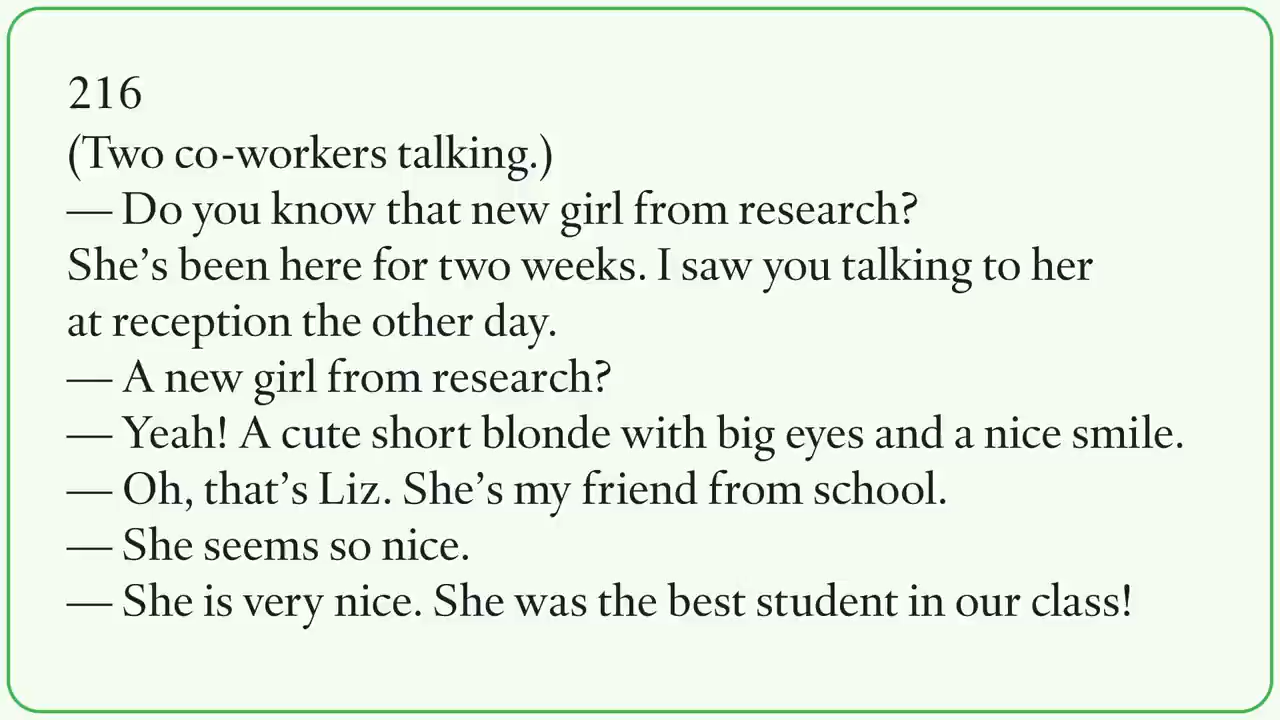 216
(Two co-workers talking.)
— Do you know that new girl from research?
She’s been here for two weeks. I saw you talking to her
at reception the other day.
— A new girl from research?
— Yeah! A cute short blonde with big eyes and a nice smile.
— Oh, that’s Liz. She’s my friend from school.
— She seems so nice.
— She is very nice. She was the best student in our class!